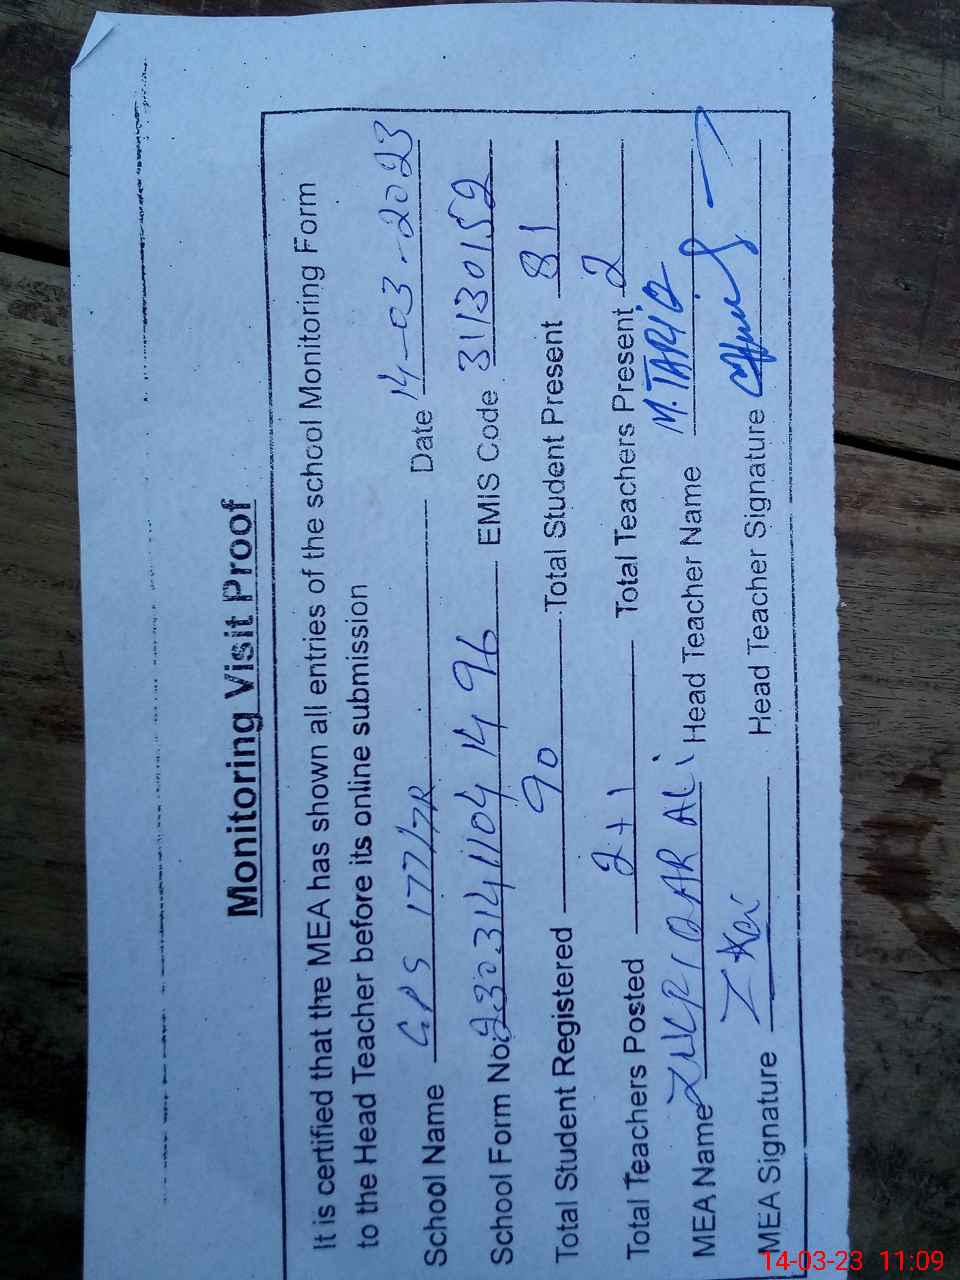 Monitoring Visit Proof
It is certified that the MEA has shown all entries of the school Monitoring Form
to the Head Teacher before its online submission
School Name GPS 177/7R Date 14-03-2023
School Form No: 230314110414 96 EMIS Code 31130152
Total Student Registered 90 Total Student Present 81
Total Teachers Posted 2+1 Total Teachers Present 2
MEA Name ZULFIQAR ALi Head Teacher Name M. TARIQ
MEA Signature Head Teacher Signature
14-03-23 11:09